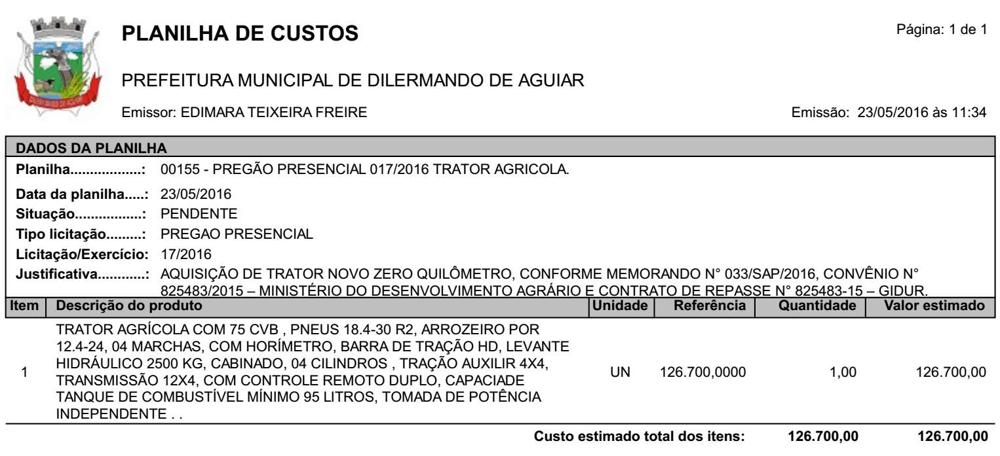 PLANILHA DE CUSTOS
Página: 1 de 1
PREFEITURA MUNICIPAL DE DILERMANDO DE AGUIAR
Emissor: EDIMARA TEIXEIRA FREIRE
Emissão: 23/05/2016 às 11:34
DADOS DA PLANILHA
Planilha..................: 00155 - PREGÃO PRESENCIAL 017/2016 TRATOR AGRICOLA.
Data da planilha.....: 23/05/2016
Situação.................: PENDENTE
Tipo licitação.........: PREGAO PRESENCIAL
Licitação/Exercício: 17/2016
Justificativa............: AQUISIÇÃO DE TRATOR NOVO ZERO QUILÔMETRO, CONFORME MEMORANDO N° 033/SAP/2016, CONVÊNIO N°
825483/2015 – MINISTÉRIO DO DESENVOLVIMENTO AGRÁRIO E CONTRATO DE REPASSE N° 825483-15 – GIDUR.
Item Descrição do produto Unidade Referência Quantidade Valor estimado
TRATOR AGRÍCOLA COM 75 CVB , PNEUS 18.4-30 R2, ARROZEIRO POR
12.4-24, 04 MARCHAS, COM HORÍMETRO, BARRA DE TRAÇÃO HD, LEVANTE
HIDRÁULICO 2500 KG, CABINADO, 04 CILINDROS , TRAÇÃO AUXILIR 4X4,
1 TRANSMISSÃO 12X4, COM CONTROLE REMOTO DUPLO, CAPACIADE UN 126.700,0000 1,00 126.700,00
TANQUE DE COMBUSTÍVEL MÍNIMO 95 LITROS, TOMADA DE POTÊNCIA
INDEPENDENTE . .
Custo estimado total dos itens: 126.700,00 126.700,00